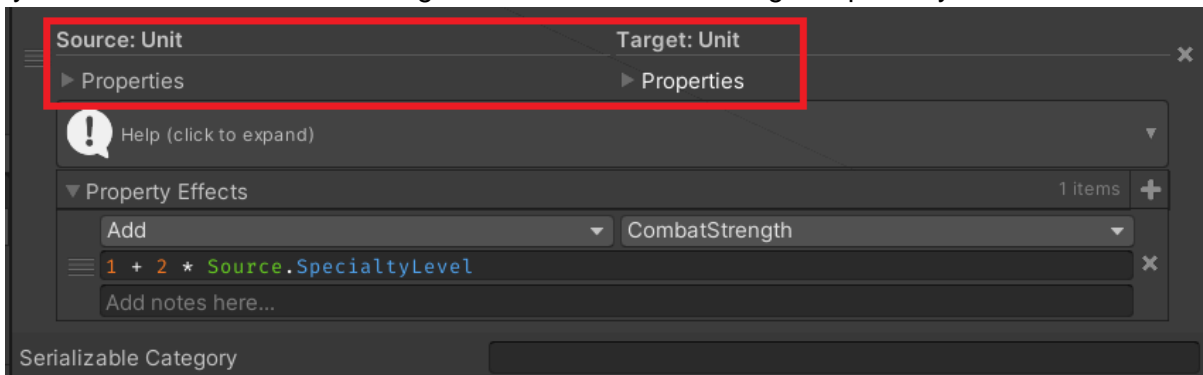 Source: Unit Target: Unit
Properties Properties
Help (click to expand)
Property Effects 1 items
Add CombatStrength
1 + 2 * Source.SpecialtyLevel
Add notes here...
Serializable Category